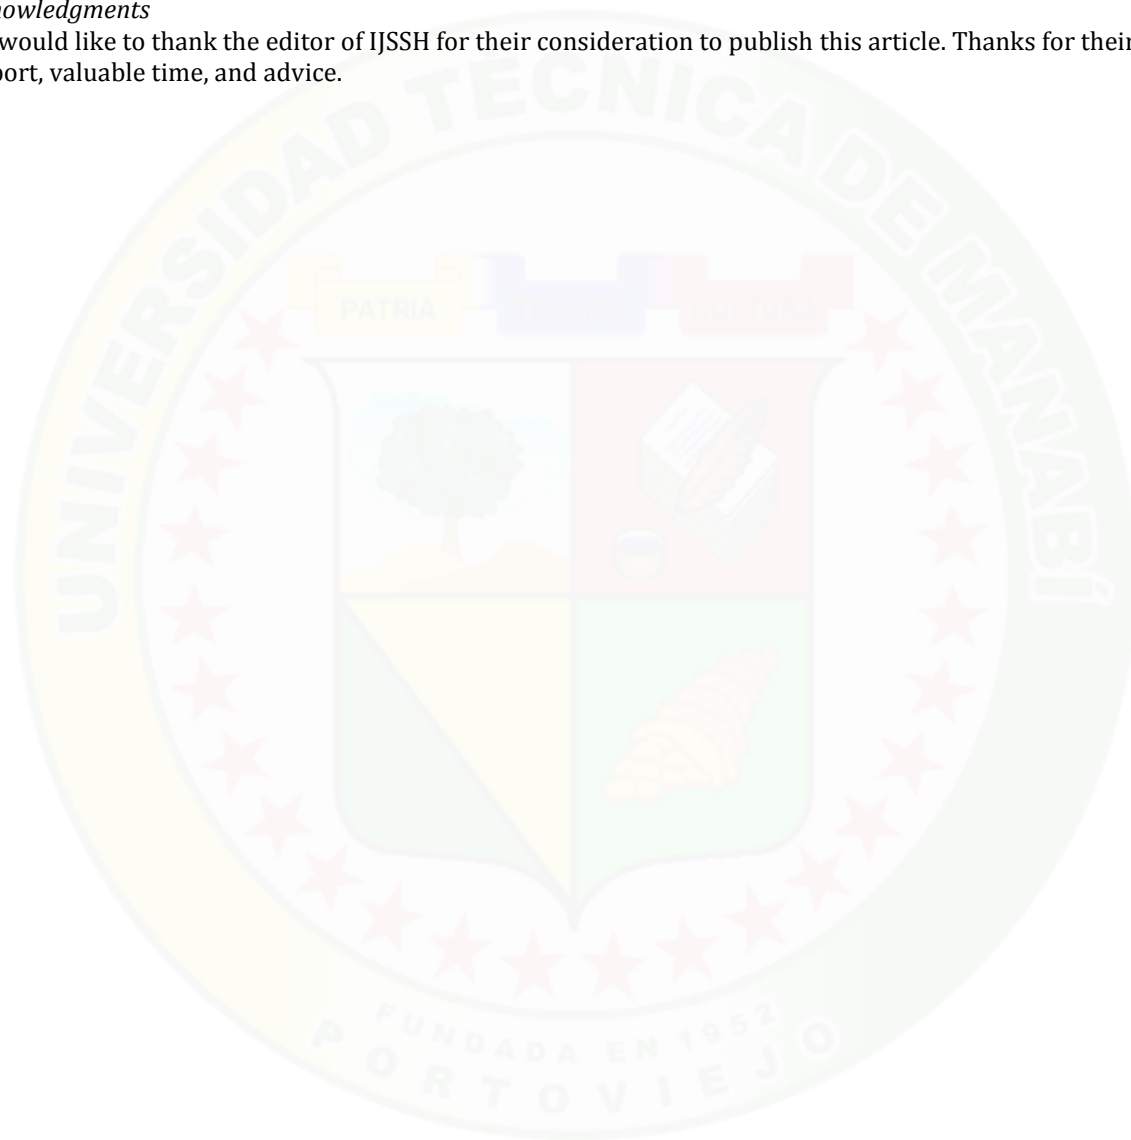 nowledgments
would like to thank the editor of IJSSH for their consideration to publish this article. Thanks for their
port, valuable time, and advice.
UNIVERSIDAD TECNICA DE MANABÍ
PATRIA TECNICA CULTURA
FUNDADA EN 1952
PORTOVIEJO